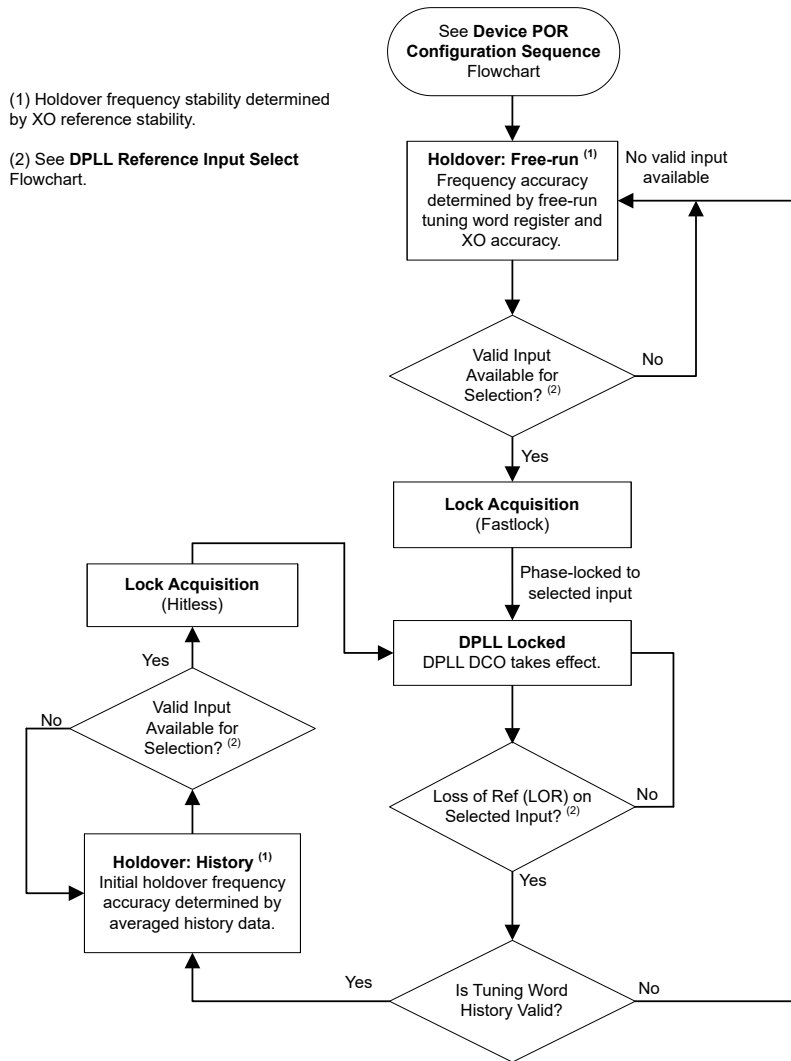 See Device POR
Configuration Sequence
Flowchart
(1) Holdover frequency stability determined
by XO reference stability.
(2) See DPLL Reference Input Select
Flowchart.
Holdover: Free-run (1)
Frequency accuracy
determined by free-run
tuning word register and
XO accuracy.
No valid input
available
Valid Input
Available for
Selection? (2)
No
Yes
Lock Acquisition
(Fastlock)
Phase-locked to
selected input
Lock Acquisition
(Hitless)
DPLL Locked
DPLL DCO takes effect.
Yes
No
Valid Input
Available for
Selection? (2)
Loss of Ref (LOR) on
Selected Input? (2)
No
Holdover: History (1)
Initial holdover frequency
accuracy determined by
averaged history data.
Yes
Yes
Is Tuning Word
History Valid?
No